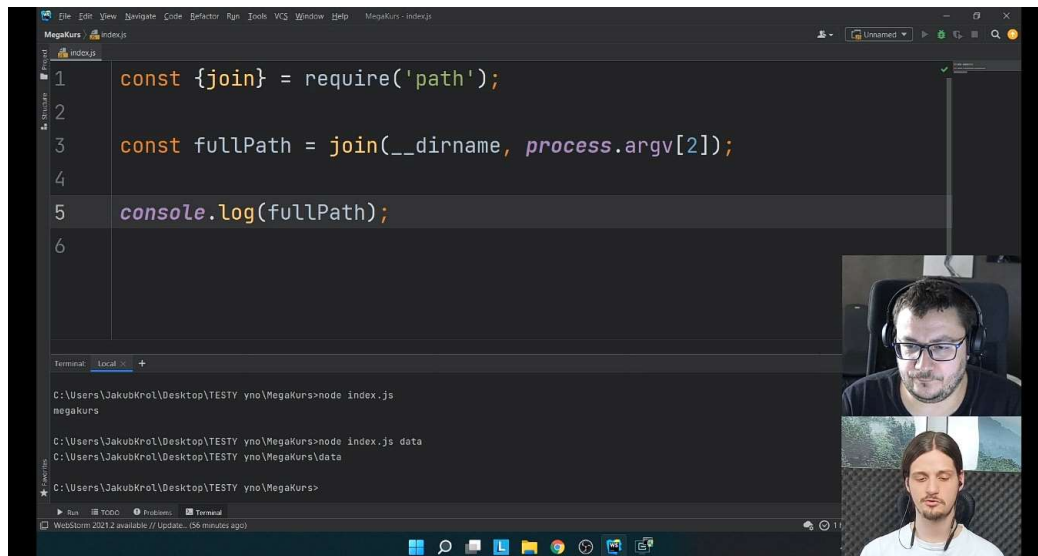 File Edit View Navigate Code Refactor Run Tools VCS Window Help MegaKurs - index.js
MegaKurs index.js
Unnamed
index.js
Project
Structure
1 const {join} = require('path');
2
3 const fullPath = join(__dirname, process.argv[2]);
4
5 console.log(fullPath);
6
Terminal: Local × +
C:\Users\JakubKrol\Desktop\TESTY yno\MegaKurs>node index.js
megakurs
C:\Users\JakubKrol\Desktop\TESTY yno\MegaKurs>node index.js data
C:\Users\JakubKrol\Desktop\TESTY yno\MegaKurs\data
C:\Users\JakubKrol\Desktop\TESTY yno\MegaKurs>
Favorites
Run TODO Problems Terminal
WebStorm 2021.2 available // Update... (56 minutes ago)